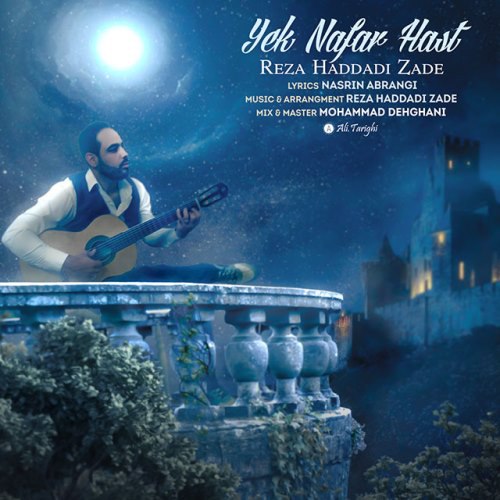 Yek Nafar Hast
REZA HADDADI ZADE
LYRICS NASRIN ABRANGI
MUSIC & ARRANGMENT REZA HADDADI ZADE
MIX & MASTER MOHAMMAD DEHGHANI
Ali.Tarighi